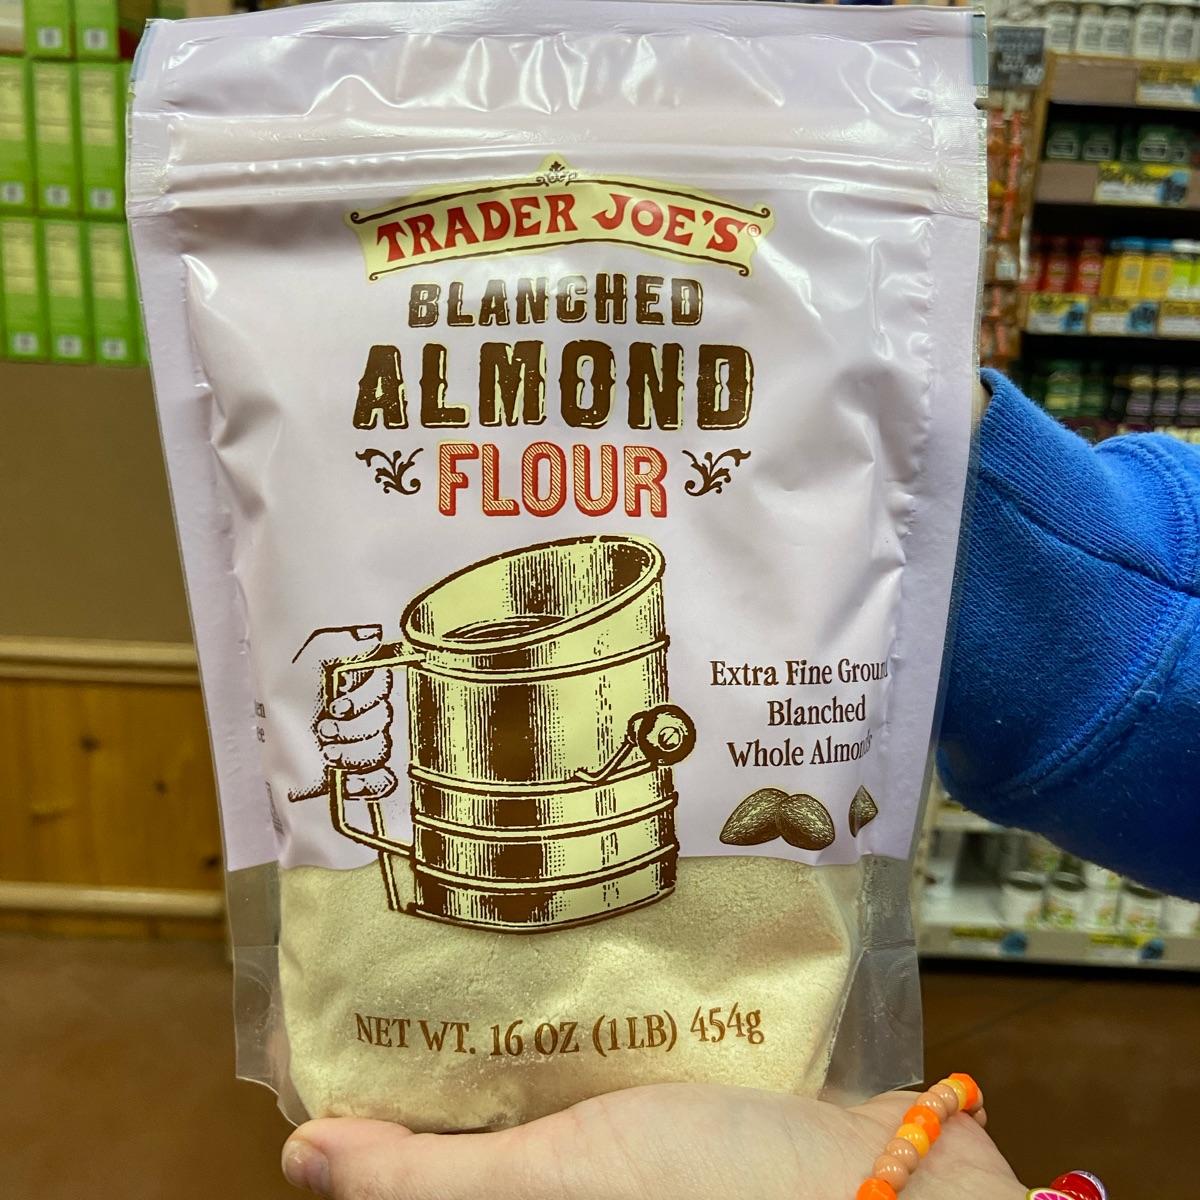 TRADER JOE'S®
BLANCHED
ALMOND
FLOUR
Extra Fine Ground
Blanched
Whole Almonds
NET WT. 16 OZ (1 LB) 454g